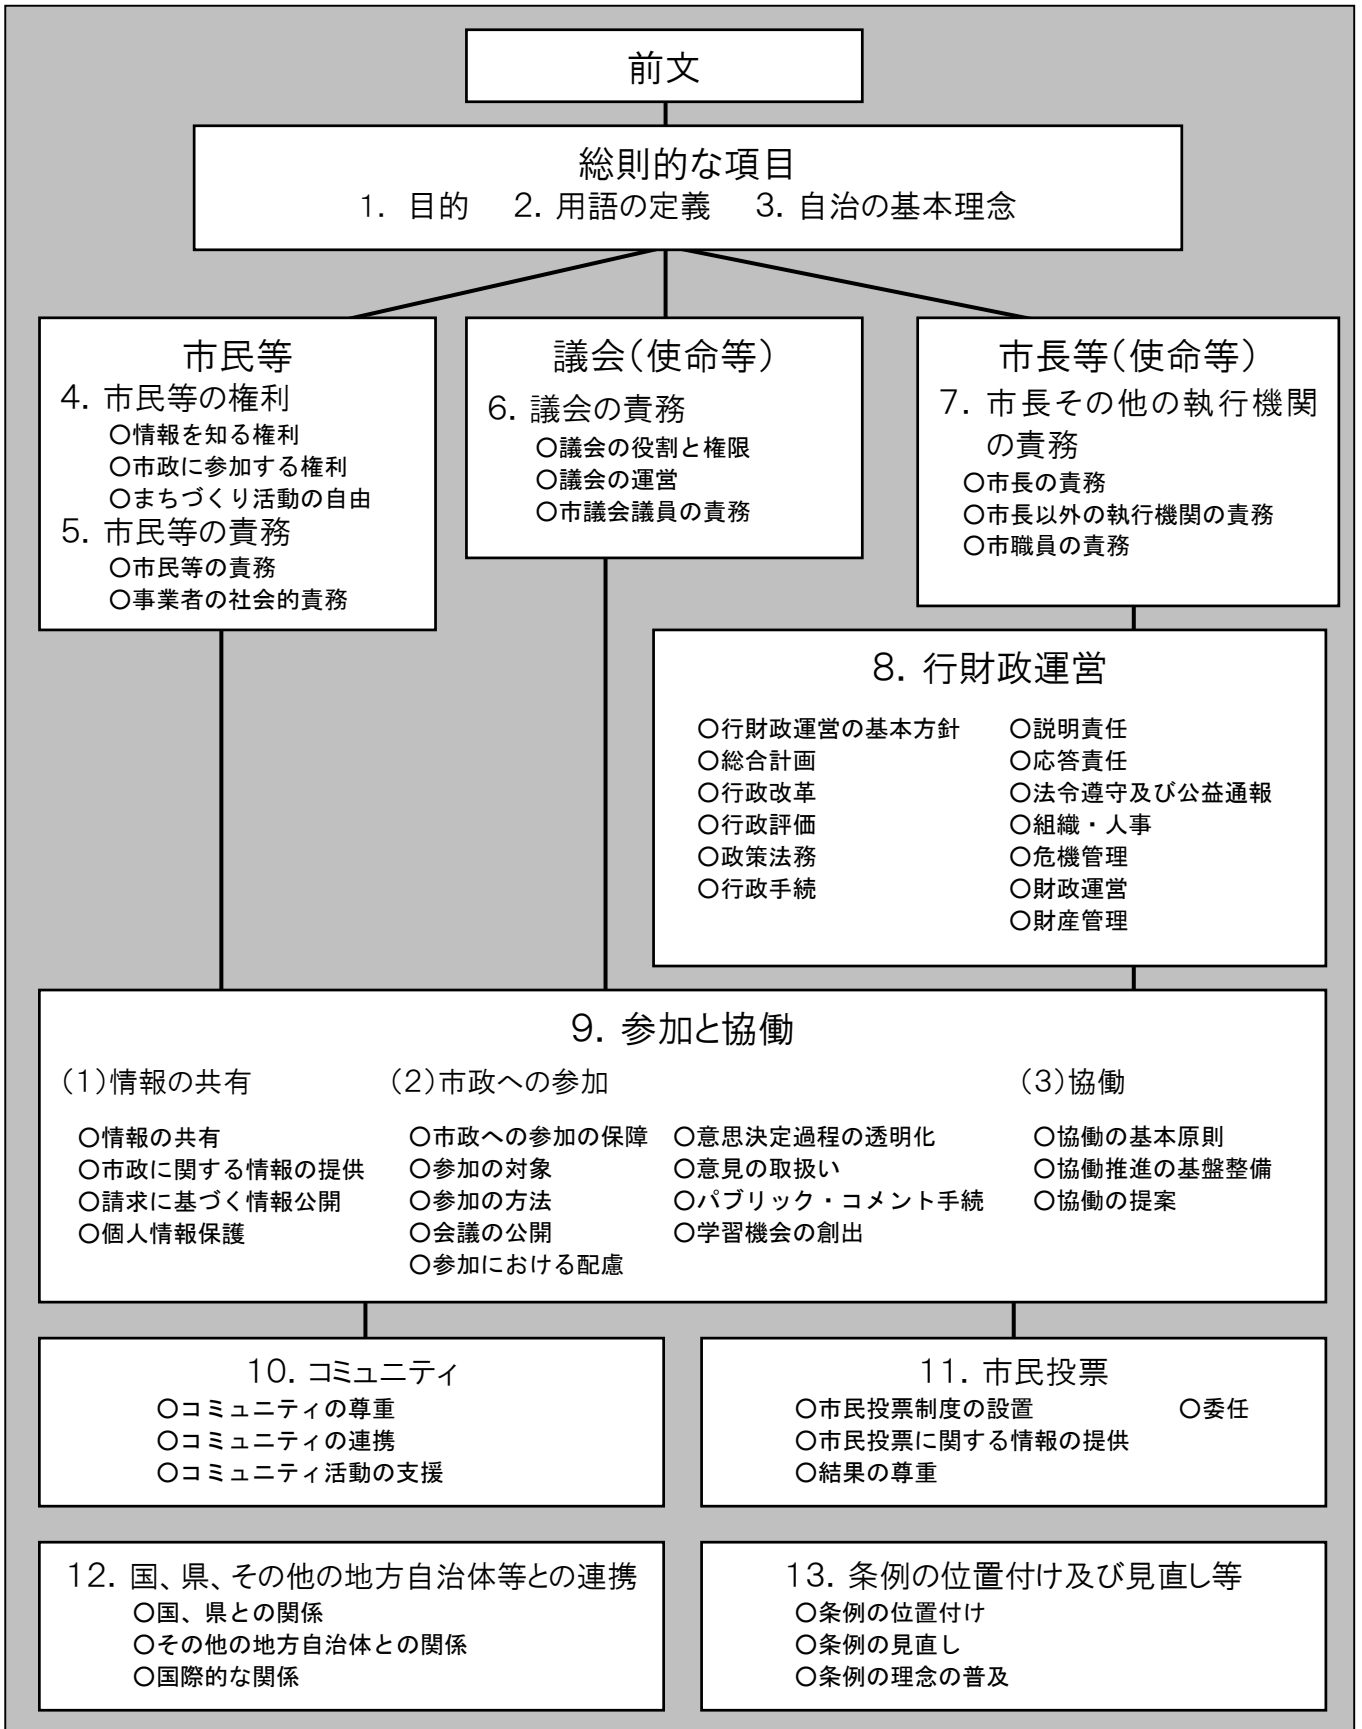 前文
総則的な項目
1. 目的 2. 用語の定義 3. 自治の基本理念
市民等
4. 市民等の権利
○情報を知る権利
○市政に参加する権利
○まちづくり活動の自由
5. 市民等の責務
○市民等の責務
○事業者の社会的責務
議会(使命等)
6. 議会の責務
○議会の役割と権限
○議会の運営
○市議会議員の責務
市長等(使命等)
7. 市長その他の執行機関
の責務
○市長の責務
○市長以外の執行機関の責務
○市職員の責務
8. 行財政運営
○行財政運営の基本方針
○総合計画
○行政改革
○行政評価
○政策法務
○行政手続
○説明責任
○応答責任
○法令遵守及び公益通報
○組織・人事
○危機管理
○財政運営
○財産管理
9. 参加と協働
(1)情報の共有
○情報の共有
○市政に関する情報の提供
○請求に基づく情報公開
○個人情報保護
(2)市政への参加
○市政への参加の保障
○参加の対象
○参加の方法
○会議の公開
○参加における配慮
○意思決定過程の透明化
○意見の取扱い
○パブリック・コメント手続
○学習機会の創出
(3)協働
○協働の基本原則
○協働推進の基盤整備
○協働の提案
10. コミュニティ
○コミュニティの尊重
○コミュニティの連携
○コミュニティ活動の支援
11. 市民投票
○市民投票制度の設置 ○委任
○市民投票に関する情報の提供
○結果の尊重
12. 国、県、その他の地方自治体等との連携
○国、県との関係
○その他の地方自治体との関係
○国際的な関係
13. 条例の位置付け及び見直し等
○条例の位置付け
○条例の見直し
○条例の理念の普及